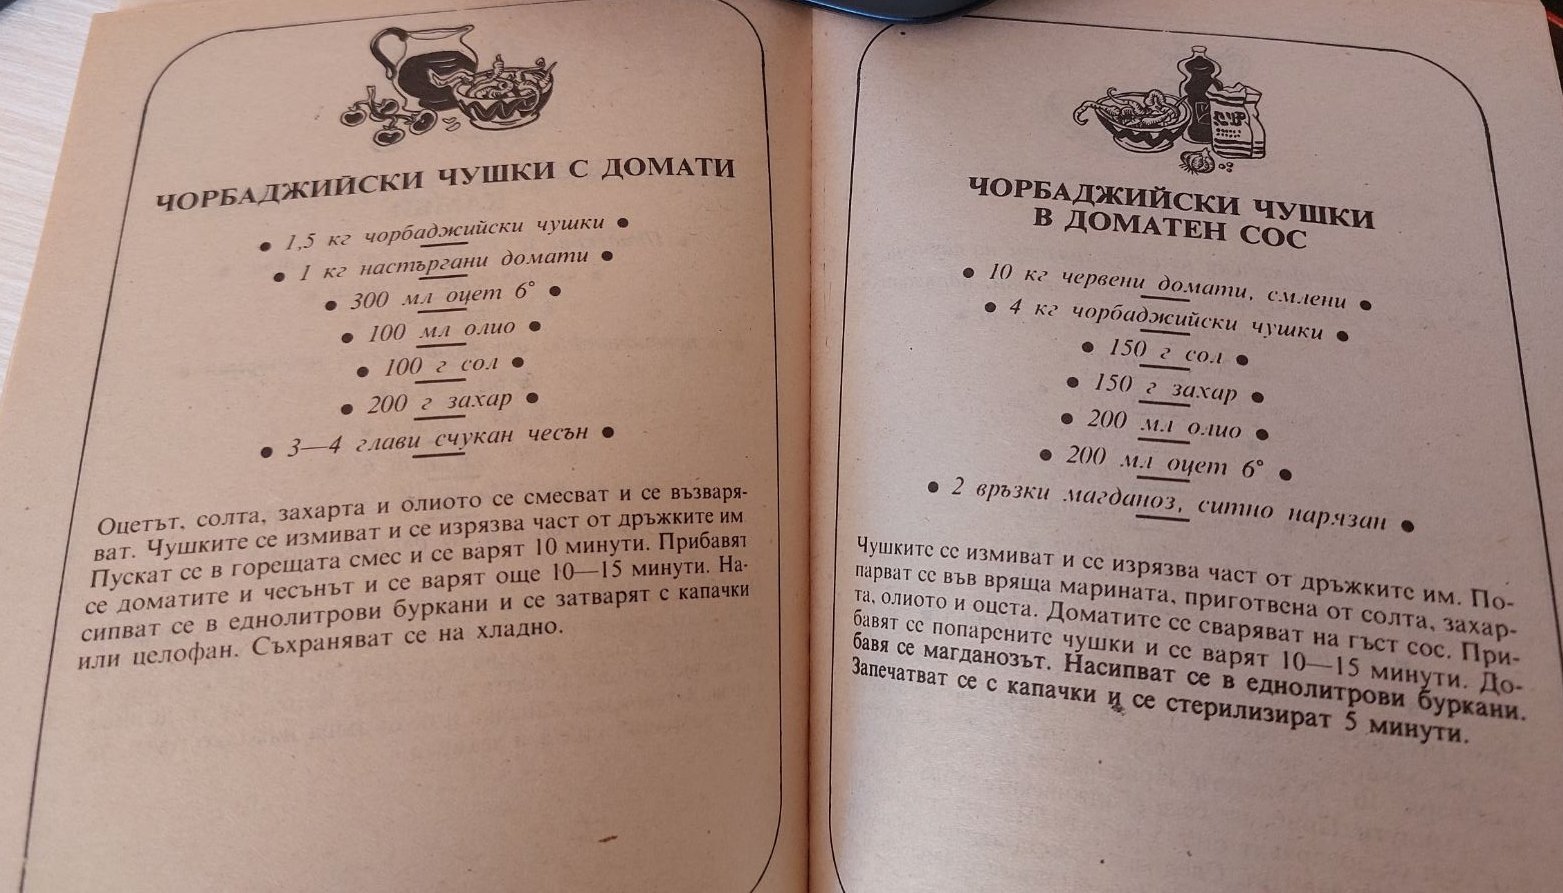 ЧОРБАДЖИЙСКИ ЧУШКИ С ДОМАТИ
• 1,5 кг чорбаджийски чушки •
• 1 кг настъргани домати •
• 300 мл оцет 6° •
• 100 мл олио •
• 100 г сол •
• 200 г захар •
• 3—4 глави счукан чесън •
Оцетът, солта, захарта и олиото се смесват и се възваря-
ват. Чушките се измиват и се изрязва част от дръжките им
Пускат се в горещата смес и се варят 10 минути. Прибавят
се доматите и чесънът и се варят още 10—15 минути. На-
сипват се в еднолитрови буркани и се затварят с капачки
или целофан. Съхраняват се на хладно.
ЧОРБАДЖИЙСКИ ЧУШКИ
В ДОМАТЕН СОС
• 10 кг червени домати, смлени •
• 4 кг чорбаджийски чушки •
• 150 г сол •
• 150 г захар •
• 200 мл олио •
• 200 мл оцет 6° •
• 2 връзки магданоз, ситно нарязан •
Чушките се измиват и се изрязва част от дръжките им. По-
парват се във вряща марината, приготвена от солта, захар-
та, олиото и оцета. Доматите се сваряват на гъст сос. При-
бавят се попарените чушки и се варят 10—15 минути. До-
бавя се магданозът. Насипват се в еднолитрови буркани.
Запечатват се с капачки и се стерилизират 5 минути.